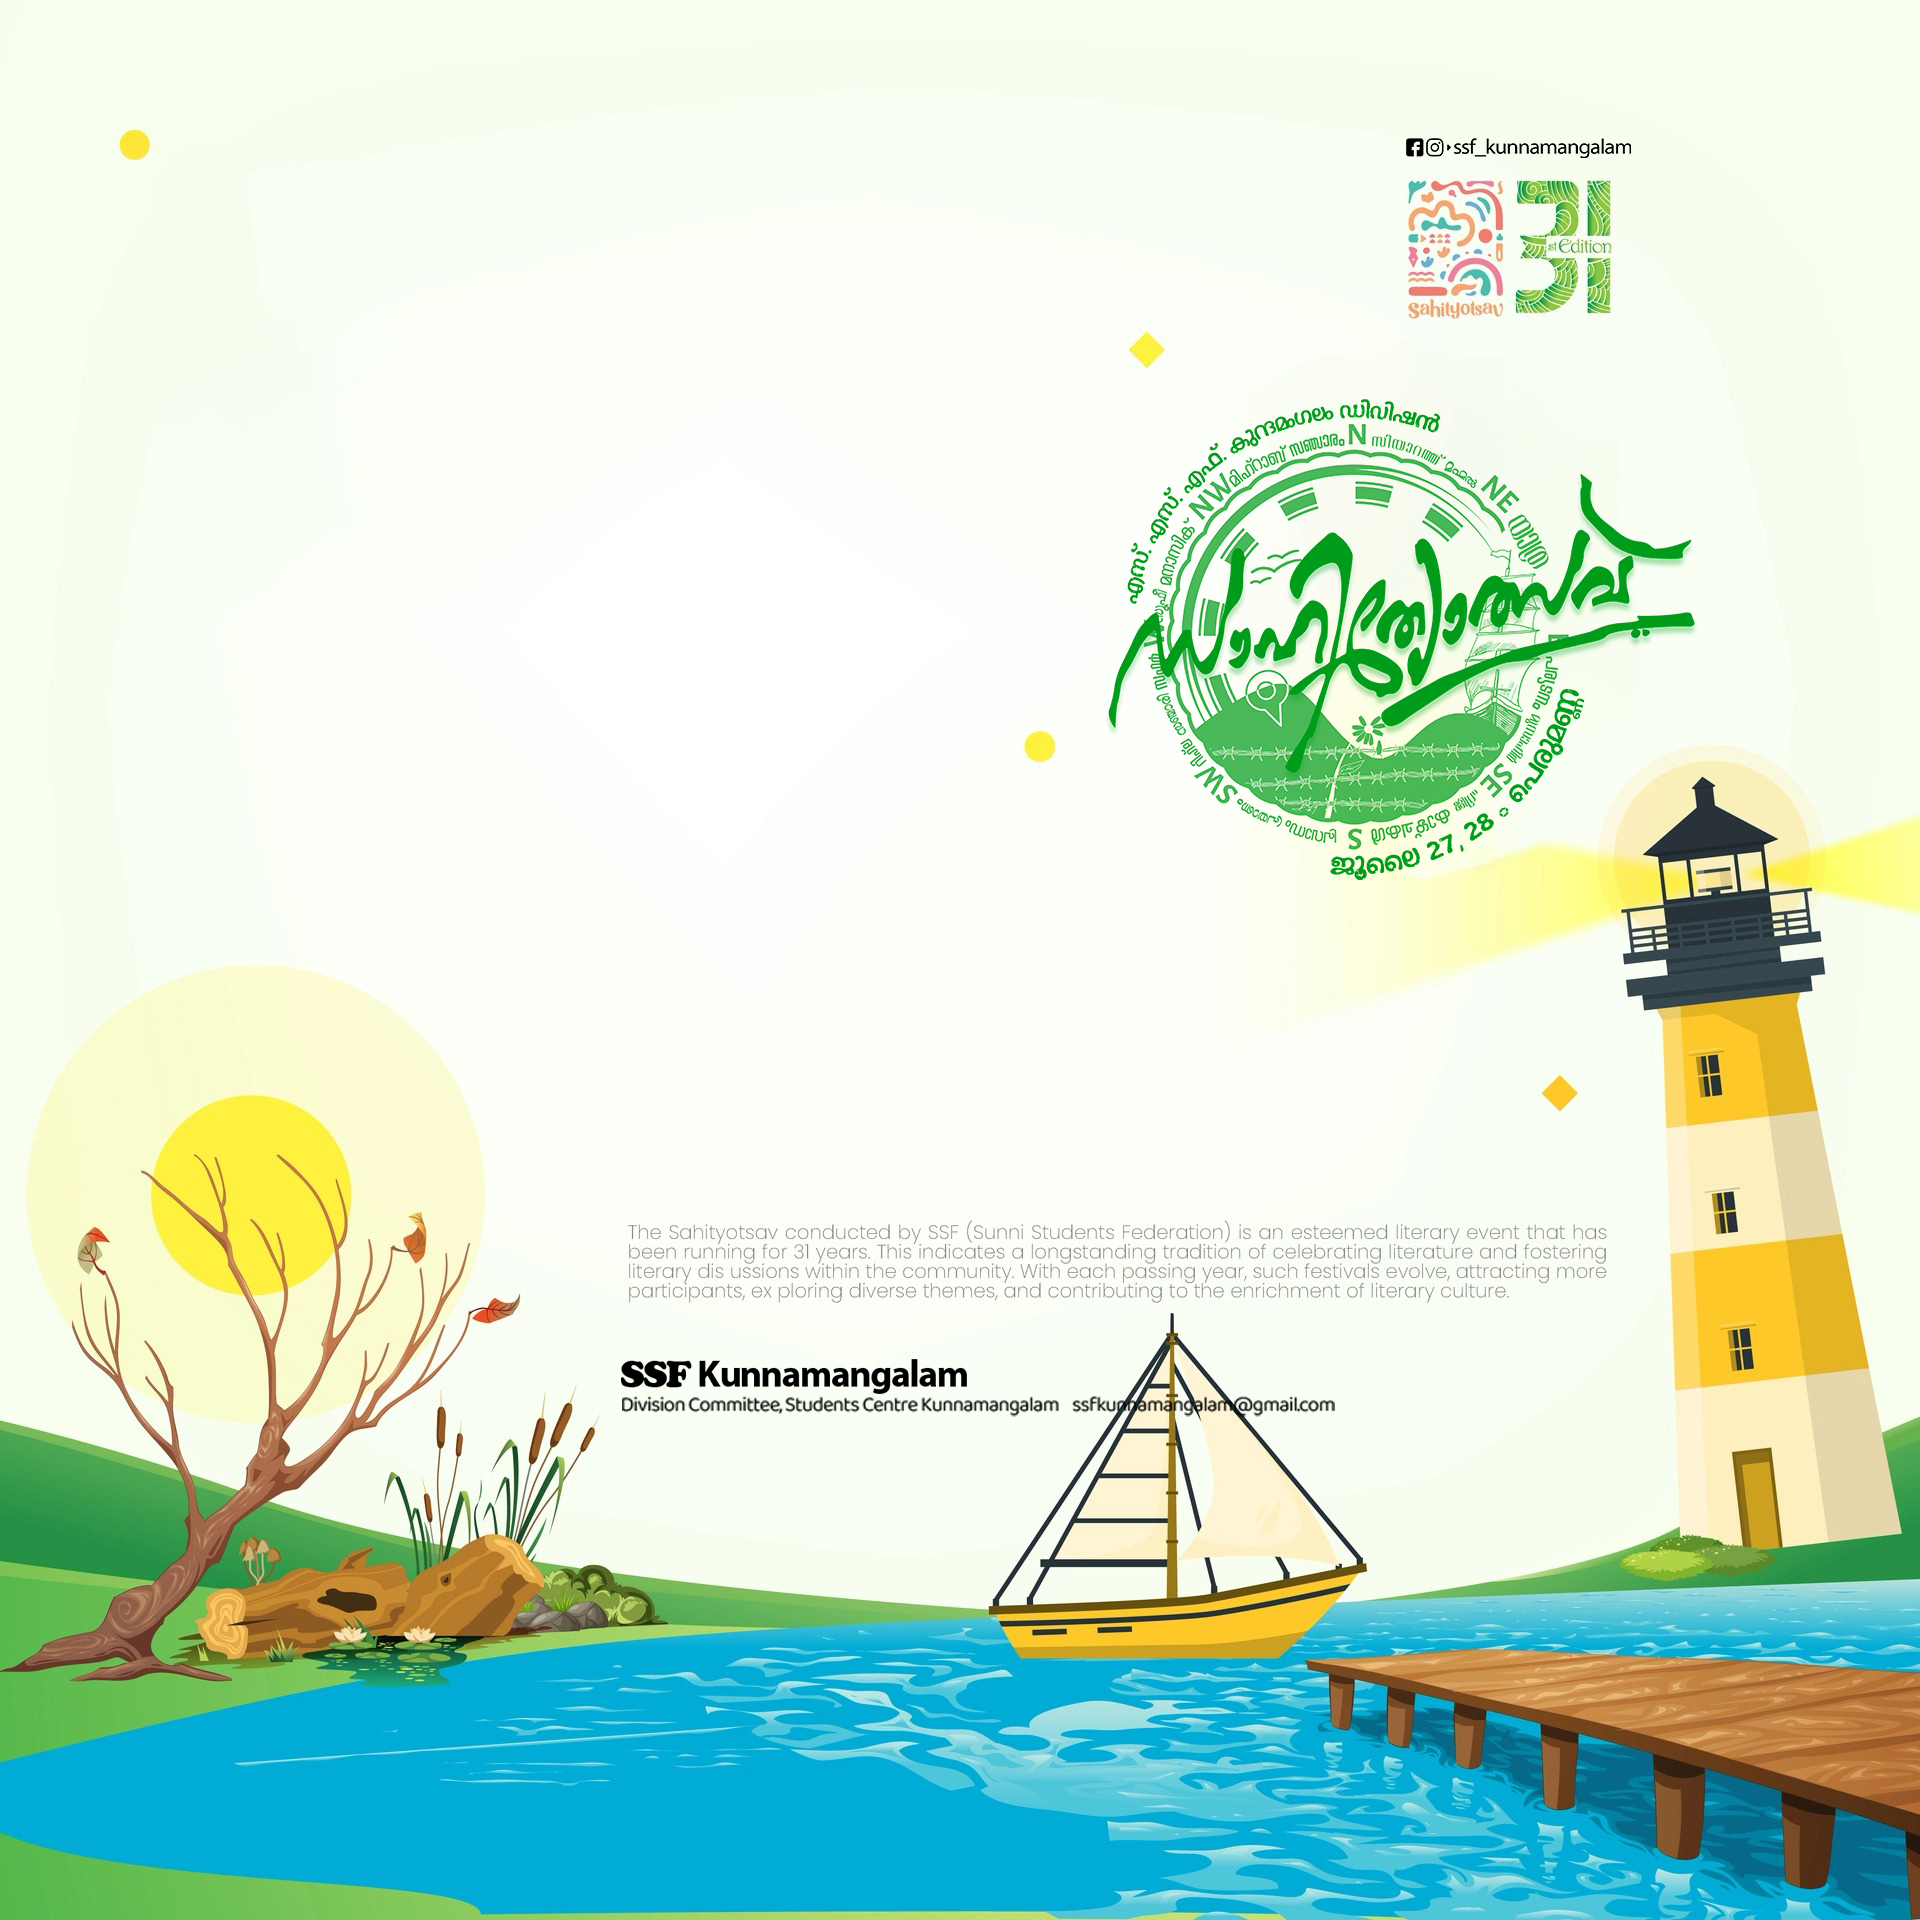 ssf_kunnamangalam
sahityotsav
31 st Edition
എസ്. എസ്. എഫ്. കുന്ദമംഗലം ഡിവിഷൻ
NW മിഹ്റാബ് സഞ്ചാരം N സിയാറത്ത് NE യാത്ര
സാഹിത്യോത്സവ്
SW S SE
ജൂലൈ 27, 28 ° പെരുമണ്ണ
The Sahityotsav conducted by SSF (Sunni Students Federation) is an esteemed literary event that has
been running for 31 years. This indicates a longstanding tradition of celebrating literature and fostering
literary dis ussions within the community. With each passing year, such festivals evolve, attracting more
participants, ex ploring diverse themes, and contributing to the enrichment of literary culture.
SSF Kunnamangalam
Division Committee, Students Centre Kunnamangalam ssfkunnamangalam@gmail.com